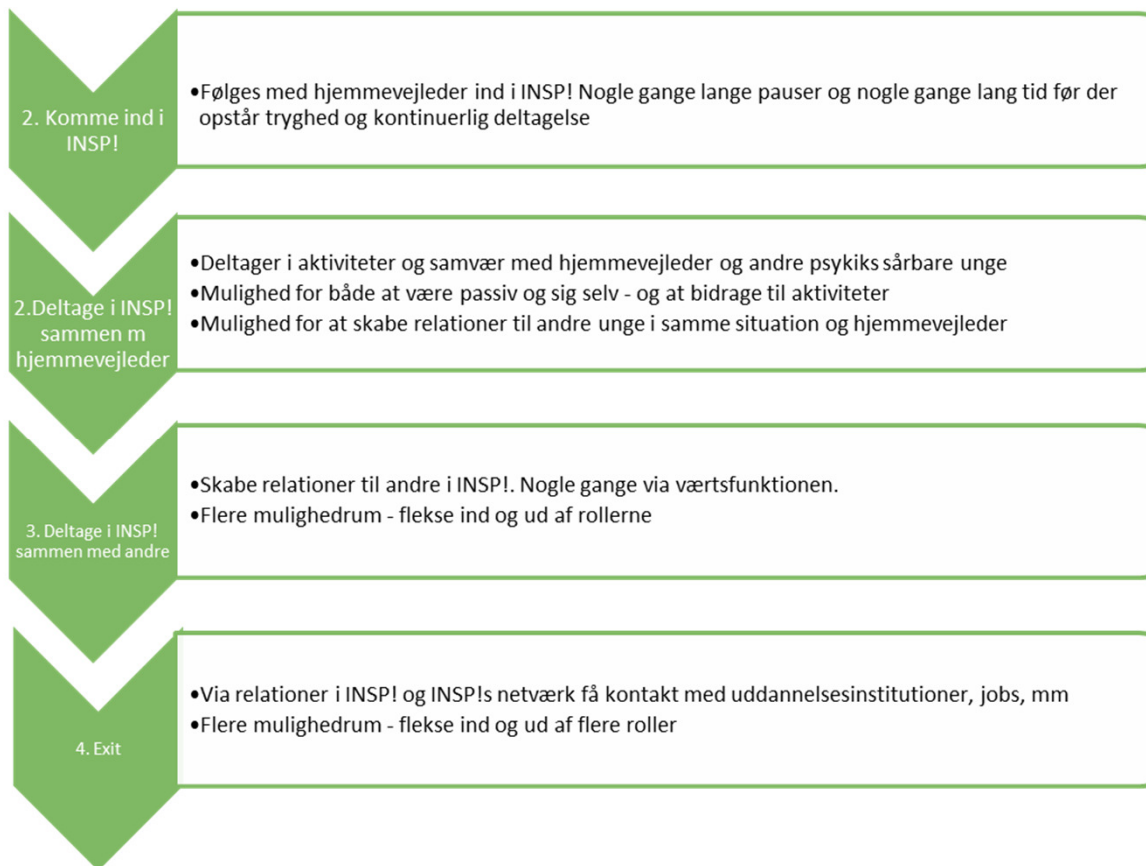 2. Komme ind i
INSP!
•Følges med hjemmevejleder ind i INSP! Nogle gange lange pauser og nogle gange lang tid før der
opstår tryghed og kontinuerlig deltagelse
2.Deltage i INSP!
sammen m
hjemmevejleder
•Deltager i aktiviteter og samvær med hjemmevejleder og andre psykiks sårbare unge
•Mulighed for både at være passiv og sig selv - og at bidrage til aktiviteter
•Mulighed for at skabe relationer til andre unge i samme situation og hjemmevejleder
3. Deltage i INSP!
sammen med andre
•Skabe relationer til andre i INSP!. Nogle gange via værtsfunktionen.
•Flere mulighedrum - flekse ind og ud af rollerne
4. Exit
•Via relationer i INSP! og INSP!s netværk få kontakt med uddannelsesinstitutioner, jobs, mm
•Flere mulighedrum - flekse ind og ud af flere roller